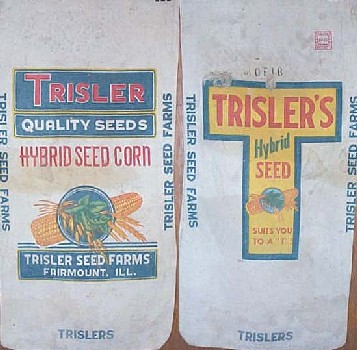 TRISLER
QUALITY SEEDS
HYBRID SEED CORN
TRISLER SEED FARMS
FAIRMOUNT, ILL.
TRISLERS
TRISLER SEED FARMS
TRISLER SEED FARMS
TRISLER'S
Hybrid
SEED
SUITS YOU
TO A "T"
TRISLERS
TRISLER SEED FARMS
TRISLER SEED FARMS